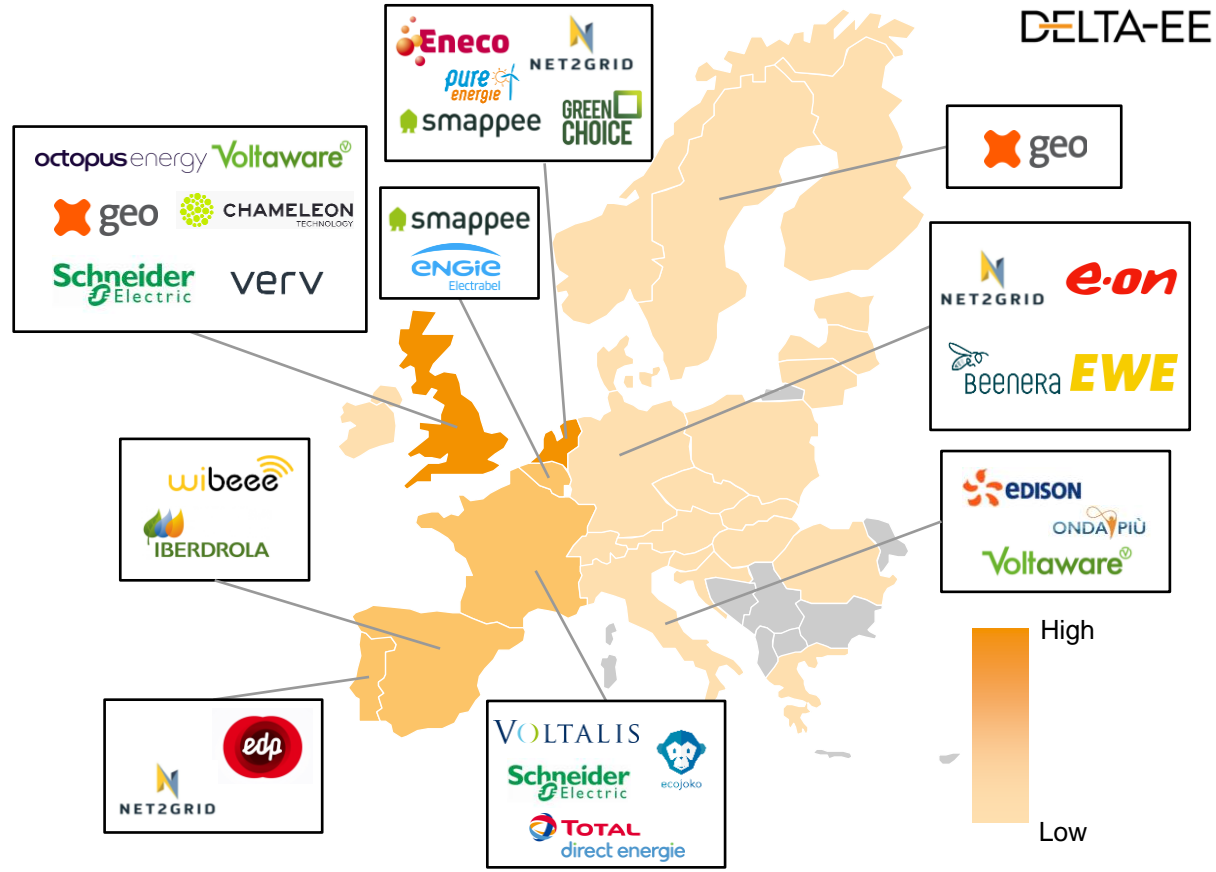 DELTA-EE
Eneco
NET2GRID
pure
energie
smappee
GREEN
CHOICE
octopus energy
Voltaware
V
geo
CHAMELEON
TECHNOLOGY
Schneider
Electric
verv
smappee
ENGIE
Electrabel
geo
NET2GRID
e.on
BEENERA
EWE
wibeee
IBERDROLA
EDISON
ONDA PIÙ
Voltaware
V
High
Low
edp
NET2GRID
VOLTALIS
ecojoko
Schneider
Electric
TOTAL
direct energie